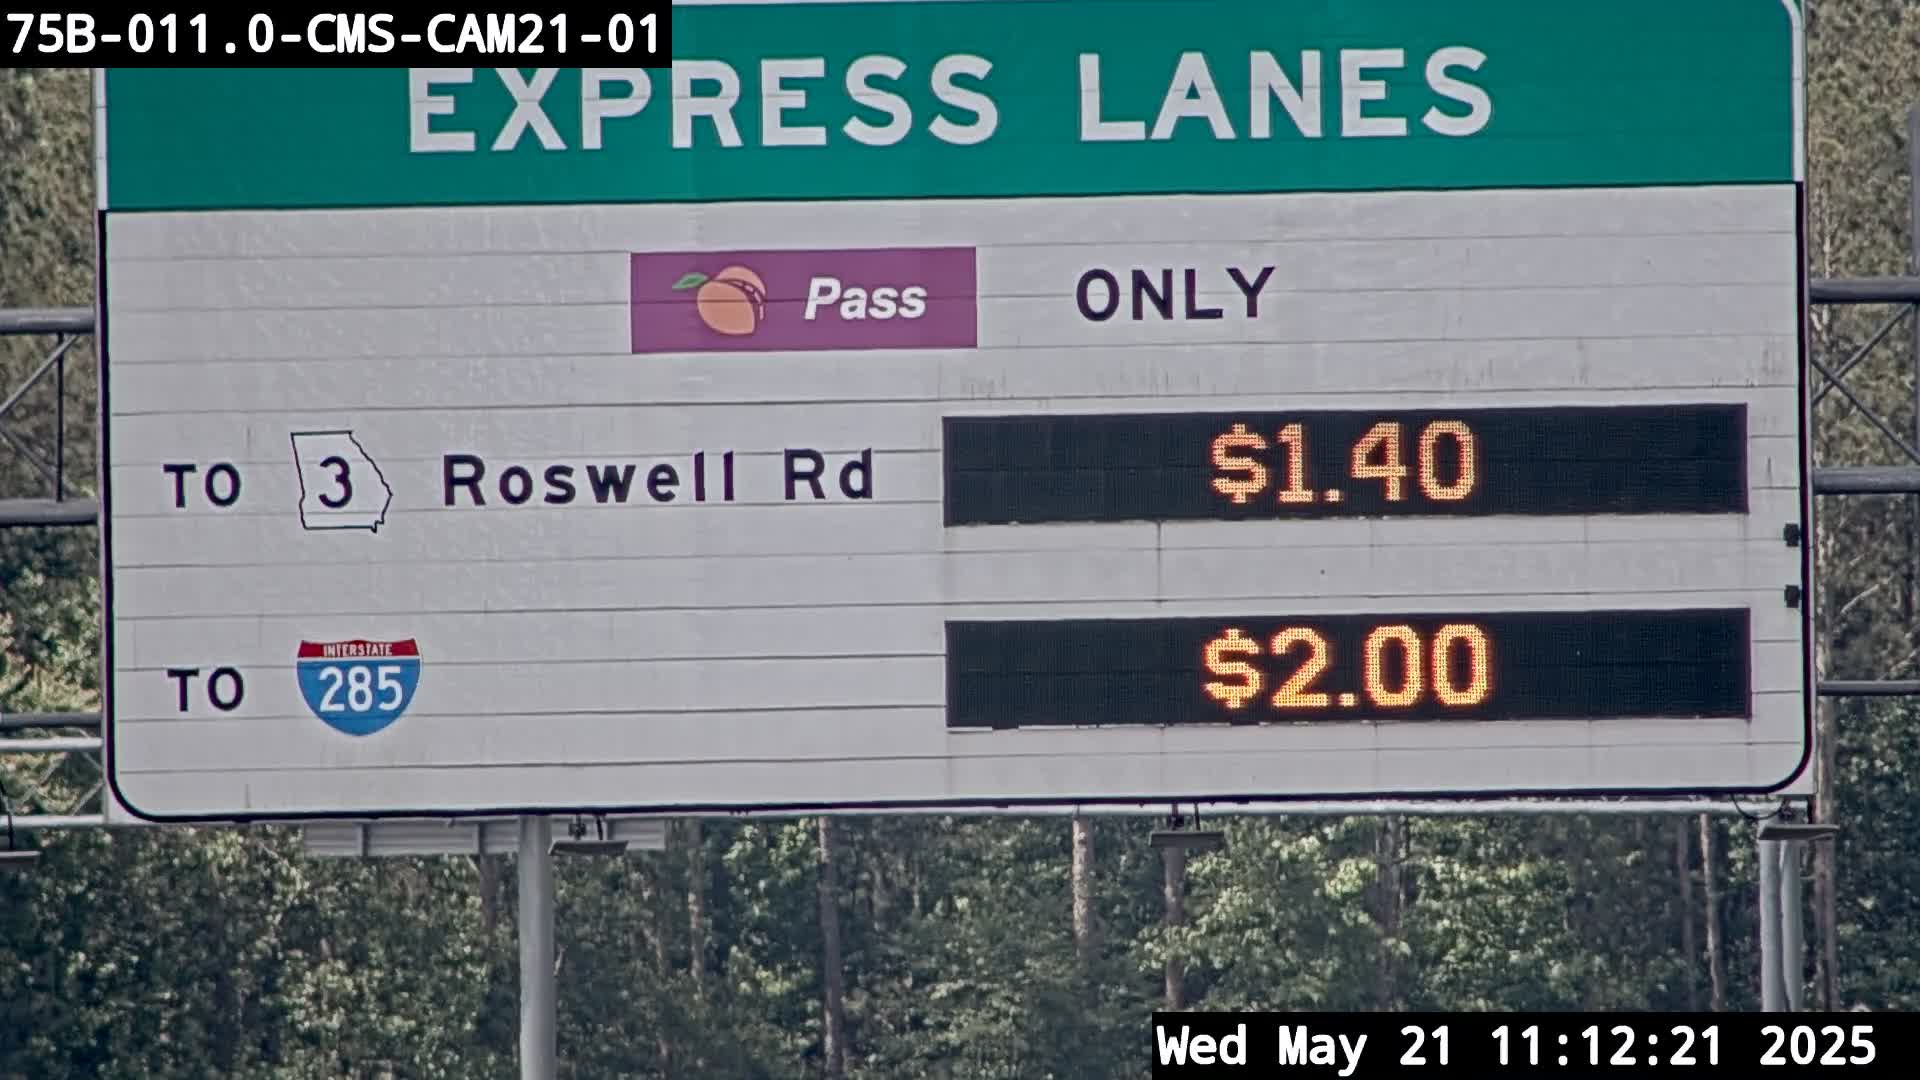 75B-011.0-CMS-CAM21-01
EXPRESS LANES
Pass ONLY
TO 3 Roswell Rd $1.40
INTERSTATE
TO 285 $2.00
Wed May 21 11:12:21 2025